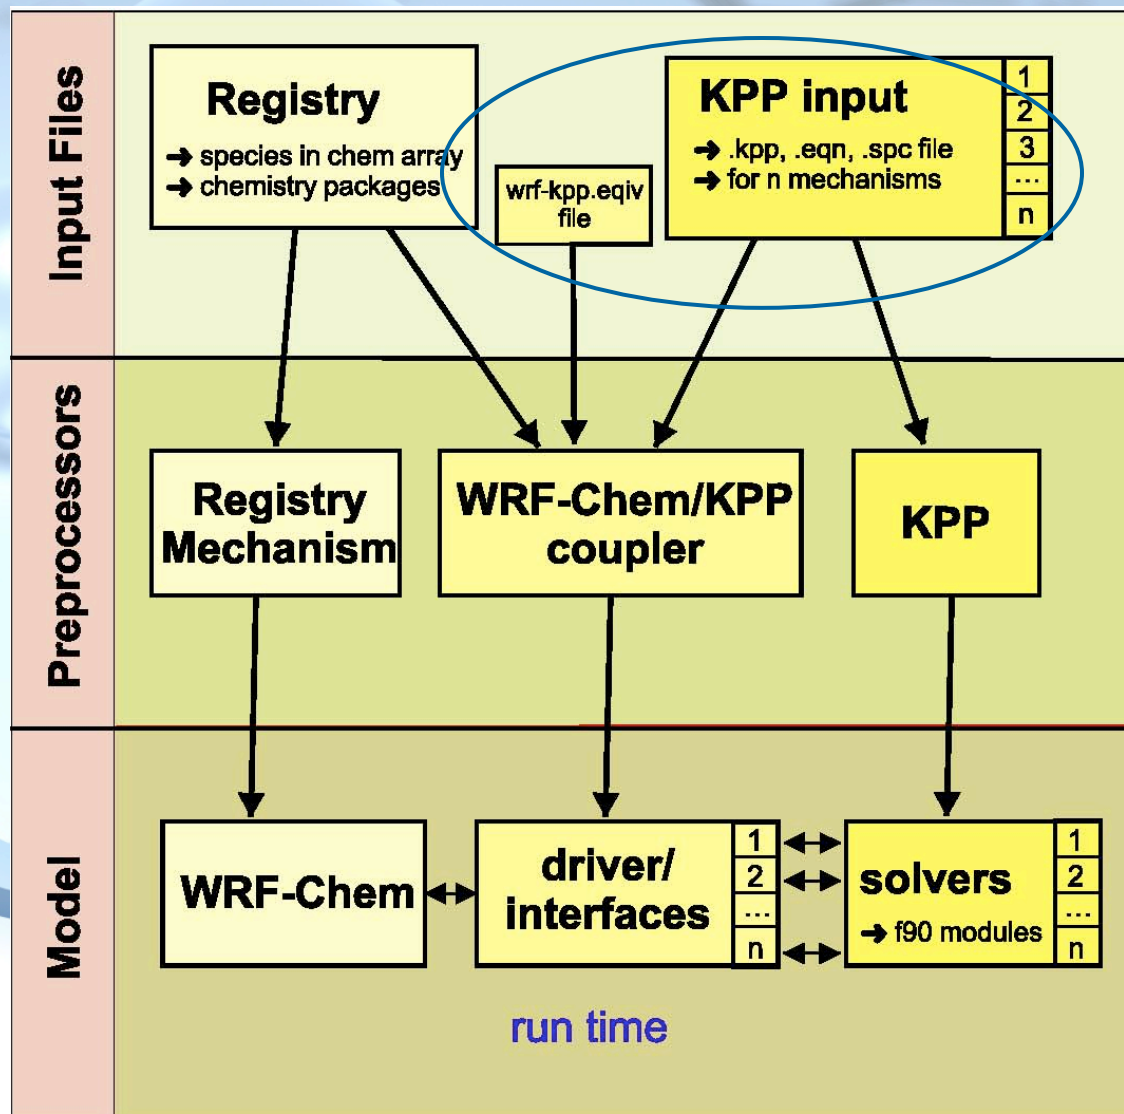 Input Files
Registry
➔ species in chem array
➔ chemistry packages
wrf-kpp.eqiv
file
KPP input
➔ .kpp, .eqn, .spc file
➔ for n mechanisms
1
2
3
...
n
Preprocessors
Registry
Mechanism
WRF-Chem/KPP
coupler
KPP
Model
WRF-Chem
driver/
interfaces
1
2
...
n
solvers
➔ f90 modules
1
2
...
n
run time